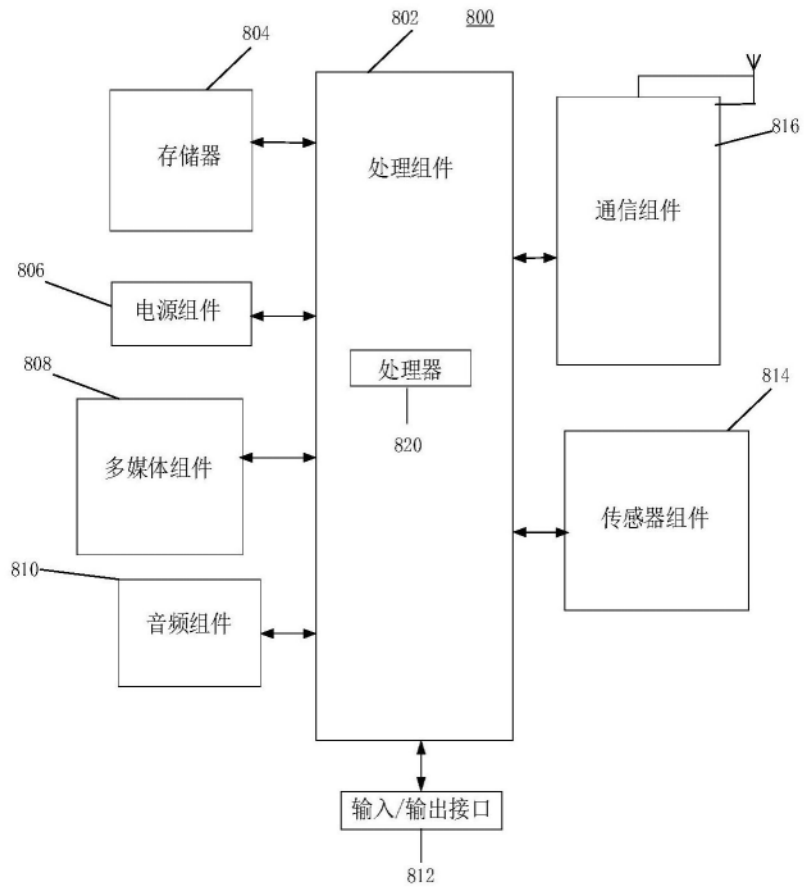 802
800
804
存储器
处理组件
816
通信组件
806
电源组件
808
处理器
814
820
多媒体组件
传感器组件
810
音频组件
输入/输出接口
812